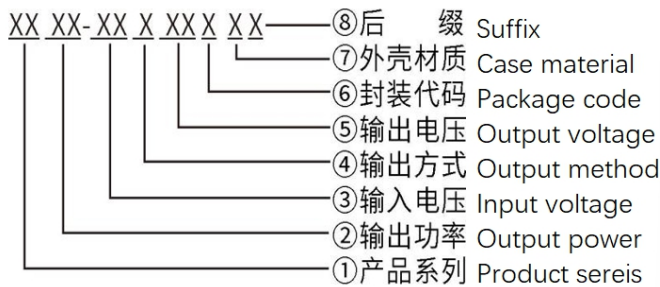 XX XX-XX X XX X X X
⑧后 缀 Suffix
⑦外壳材质 Case material
⑥封装代码 Package code
⑤输出电压 Output voltage
④输出方式 Output method
③输入电压 Input voltage
②输出功率 Output power
①产品系列 Product sereis